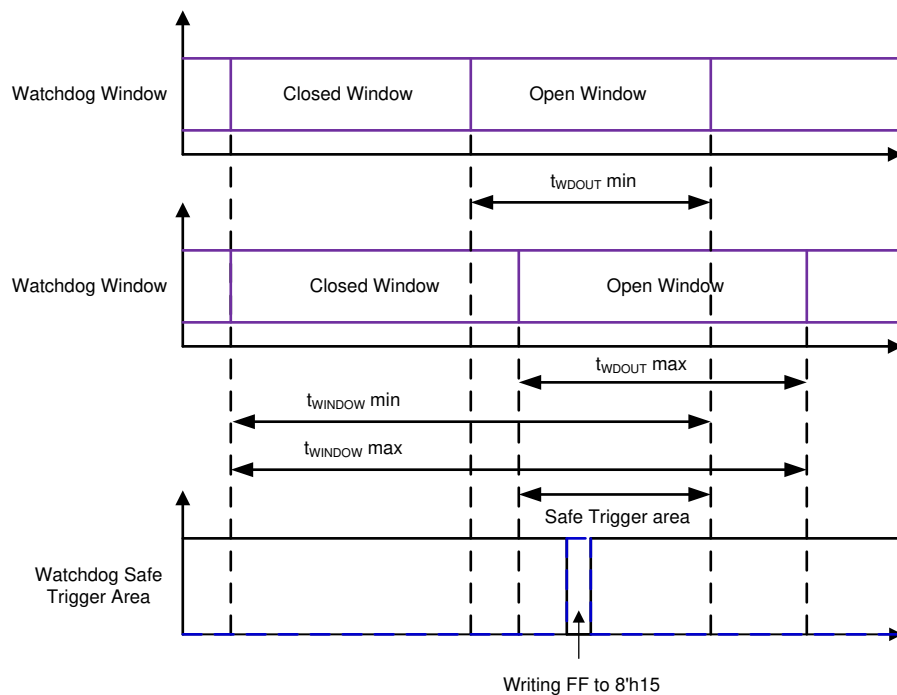 Watchdog Window
Closed Window
Open Window
tWDOUT min
Watchdog Window
Closed Window
Open Window
tWDOUT max
tWINDOW min
tWINDOW max
Safe Trigger area
Watchdog Safe
Trigger Area
Writing FF to 8'h15